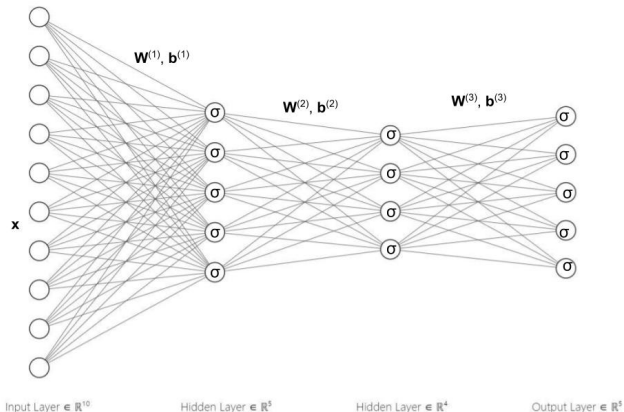 W⁽¹⁾, b⁽¹⁾
W⁽²⁾, b⁽²⁾
W⁽³⁾, b⁽³⁾
σ σ σ
σ σ σ
σ σ σ
σ σ σ
σ σ
x
Input Layer ∈ ℝ¹⁰
Hidden Layer ∈ ℝ⁵
Hidden Layer ∈ ℝ⁴
Output Layer ∈ ℝ⁵